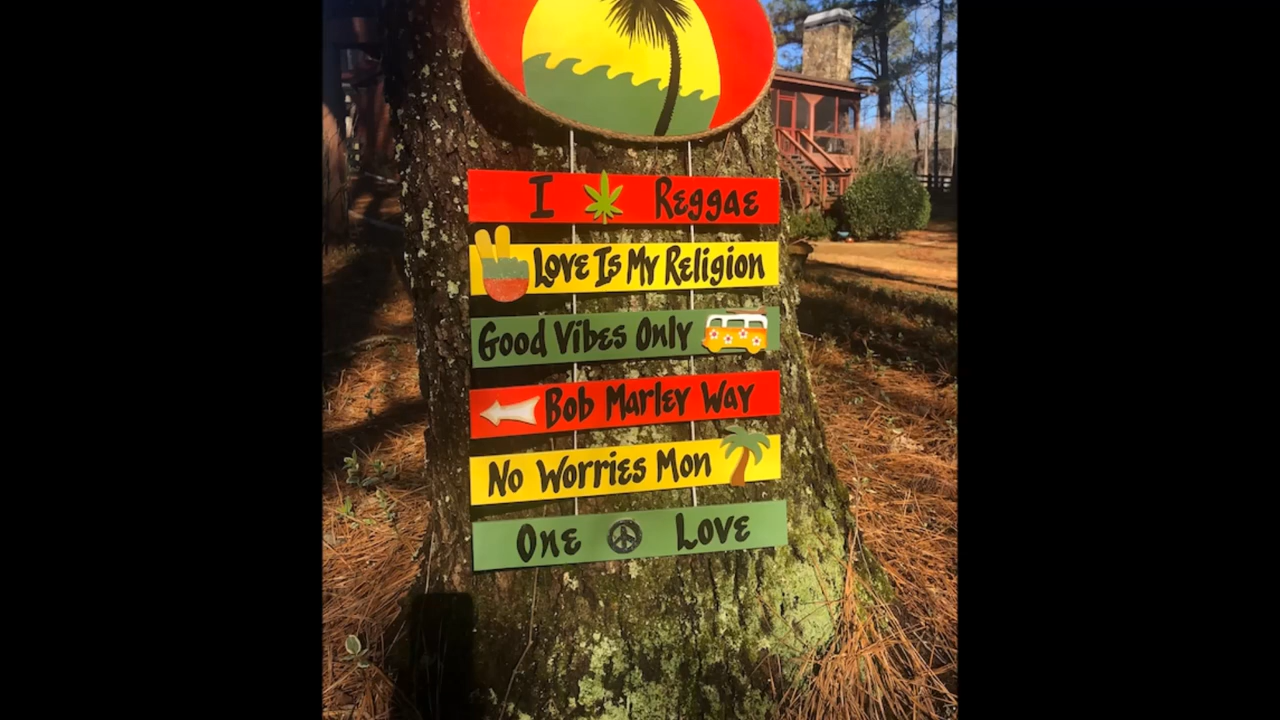 I Reggae
Love Is My Religion
Good Vibes Only
Bob Marley Way
No Worries Mon
One Love